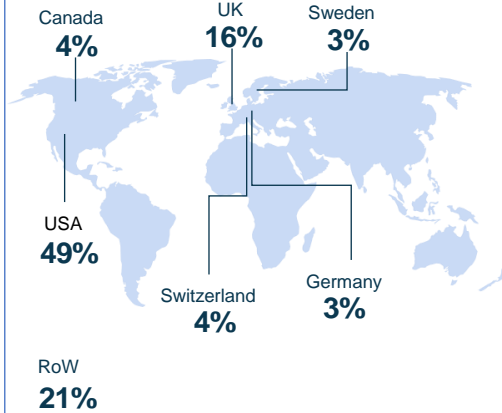 Canada
4%
UK
16%
Sweden
3%
USA
49%
Switzerland
4%
Germany
3%
RoW
21%